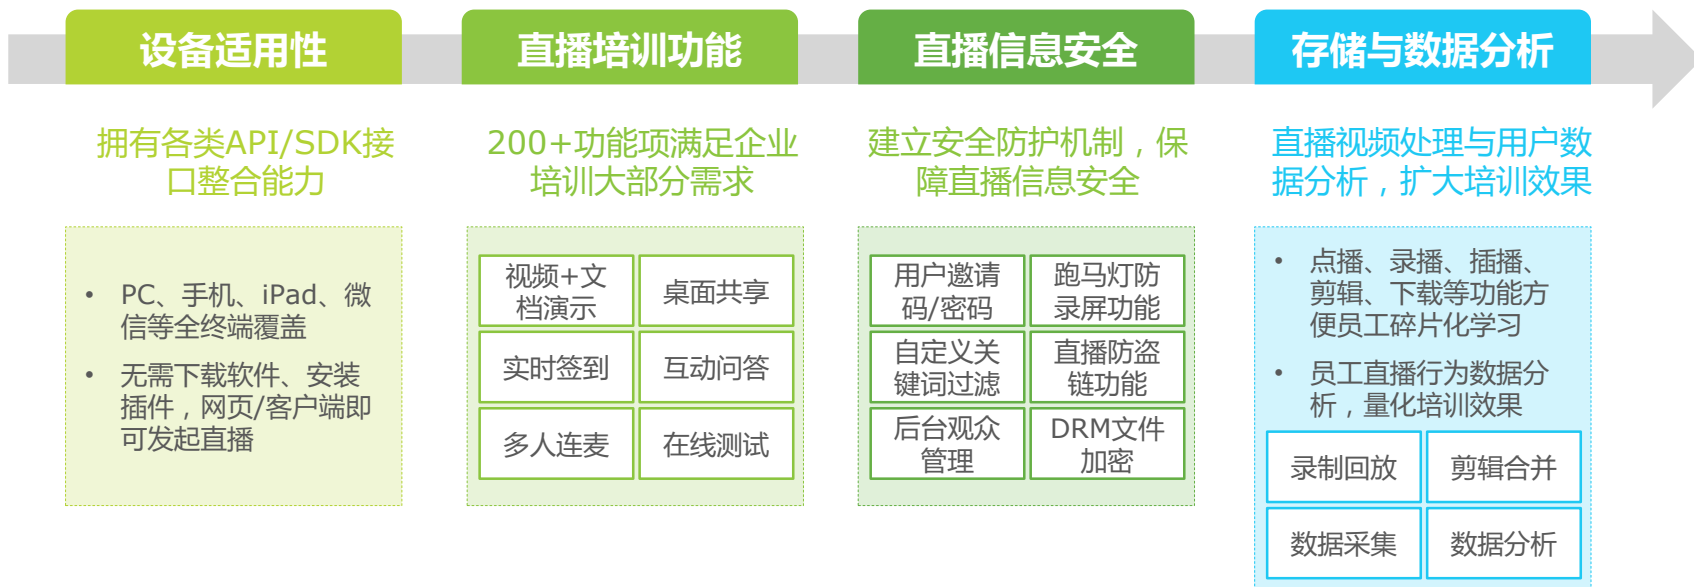 设备适用性
拥有各类API/SDK接
口整合能力
• PC、手机、iPad、微
信等全终端覆盖
• 无需下载软件、安装
插件，网页/客户端即
可发起直播
直播培训功能
200+功能项满足企业
培训大部分需求
视频+文
档演示
桌面共享
实时签到
互动问答
多人连麦
在线测试
直播信息安全
建立安全防护机制，保
障直播信息安全
用户邀请
码/密码
跑马灯防
录屏功能
自定义关
键词过滤
直播防盗
链功能
后台观众
管理
DRM文件
加密
存储与数据分析
直播视频处理与用户数
据分析，扩大培训效果
• 点播、录播、插播、
剪辑、下载等功能方
便员工碎片化学习
• 员工直播行为数据分
析，量化培训效果
录制回放
剪辑合并
数据采集
数据分析